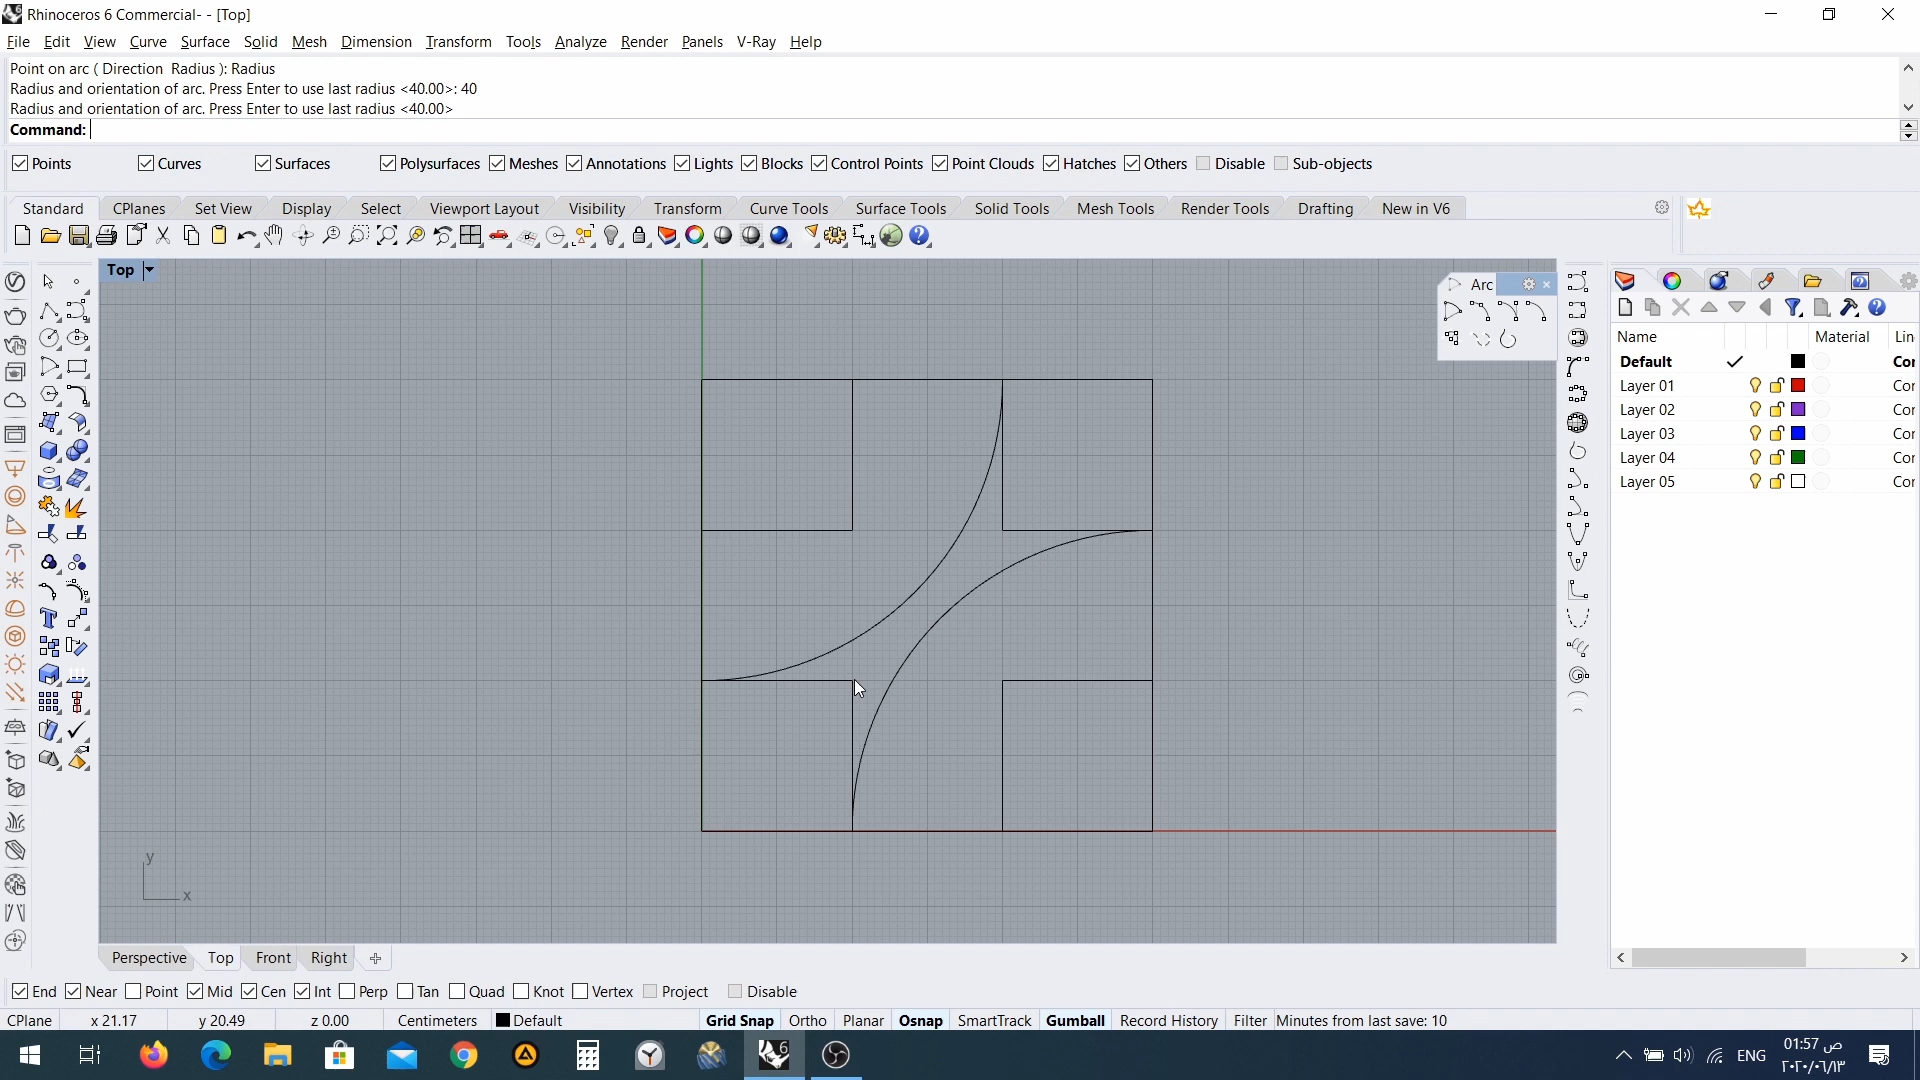 Rhinoceros 6 Commercial- - [Top]
File Edit View Curve Surface Solid Mesh Dimension Transform Tools Analyze Render Panels V-Ray Help
Point on arc ( Direction Radius ): Radius
Radius and orientation of arc. Press Enter to use last radius <40.00>: 40
Radius and orientation of arc. Press Enter to use last radius <40.00>
Command:
Points Curves Surfaces Polysurfaces Meshes Annotations Lights Blocks Control Points Point Clouds Hatches Others Disable Sub-objects
Standard CPlanes Set View Display Select Viewport Layout Visibility Transform Curve Tools Surface Tools Solid Tools Mesh Tools Render Tools Drafting New in V6
Top
Arc
Name Material Lin
Default Cor
Layer 01 Cor
Layer 02 Cor
Layer 03 Cor
Layer 04 Cor
Layer 05 Cor
y
x
Perspective Top Front Right
End Near Point Mid Cen Int Perp Tan Quad Knot Vertex Project Disable
CPlane x 21.17 y 20.49 z 0.00 Centimeters Default Grid Snap Ortho Planar Osnap SmartTrack Gumball Record History Filter Minutes from last save: 10
ENG
01:57 ص
٢٠٢٠/٠٦/١٣